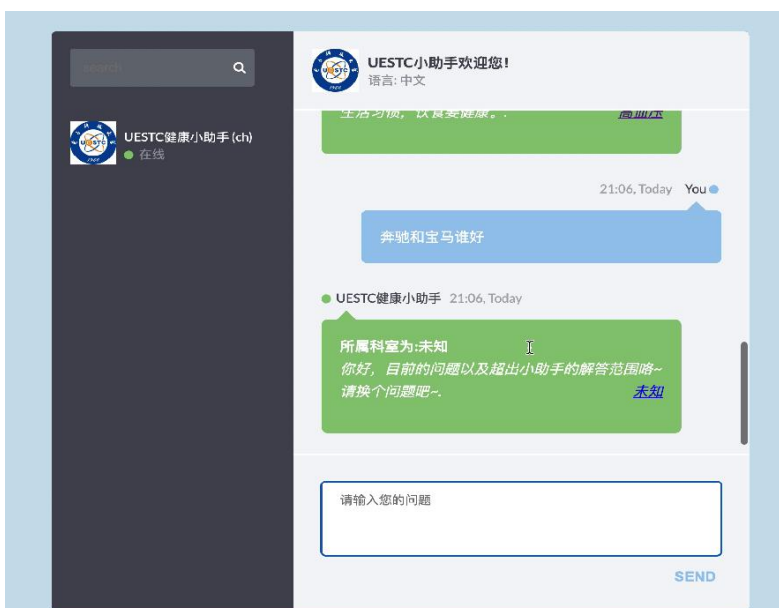 search
UESTC健康小助手(ch)
在线
UESTC小助手欢迎您!
语言: 中文
生活习惯，饮食要健康。. 高血压
21:06, Today You
奔驰和宝马谁好
UESTC健康小助手 21:06, Today
所属科室为:未知
你好，目前的问题以及超出小助手的解答范围咯~
请换个问题吧~. 未知
请输入您的问题
SEND